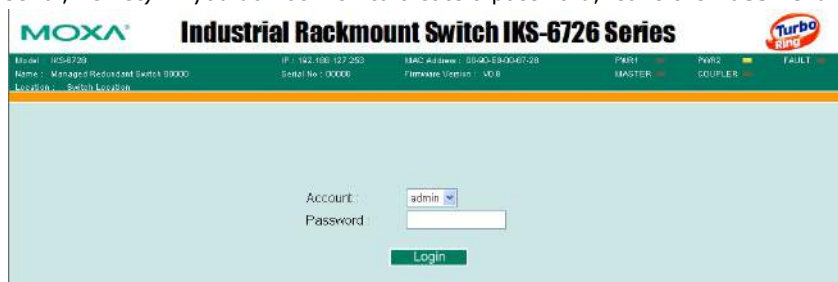 MOXA Industrial Rackmount Switch IKS-6726 Series Turbo Ring
Model : IKS-6726 IP : 192.168.127.253 MAC Address : 00-90-E8-00-67-26 PWR1 PWR2 FAULT
Name : Managed Redundant Switch 00000 Serial No : 00000 Firmware Version : V0.8 MASTER COUPLER
Location : Switch Location
Account :
admin
Password :
Login